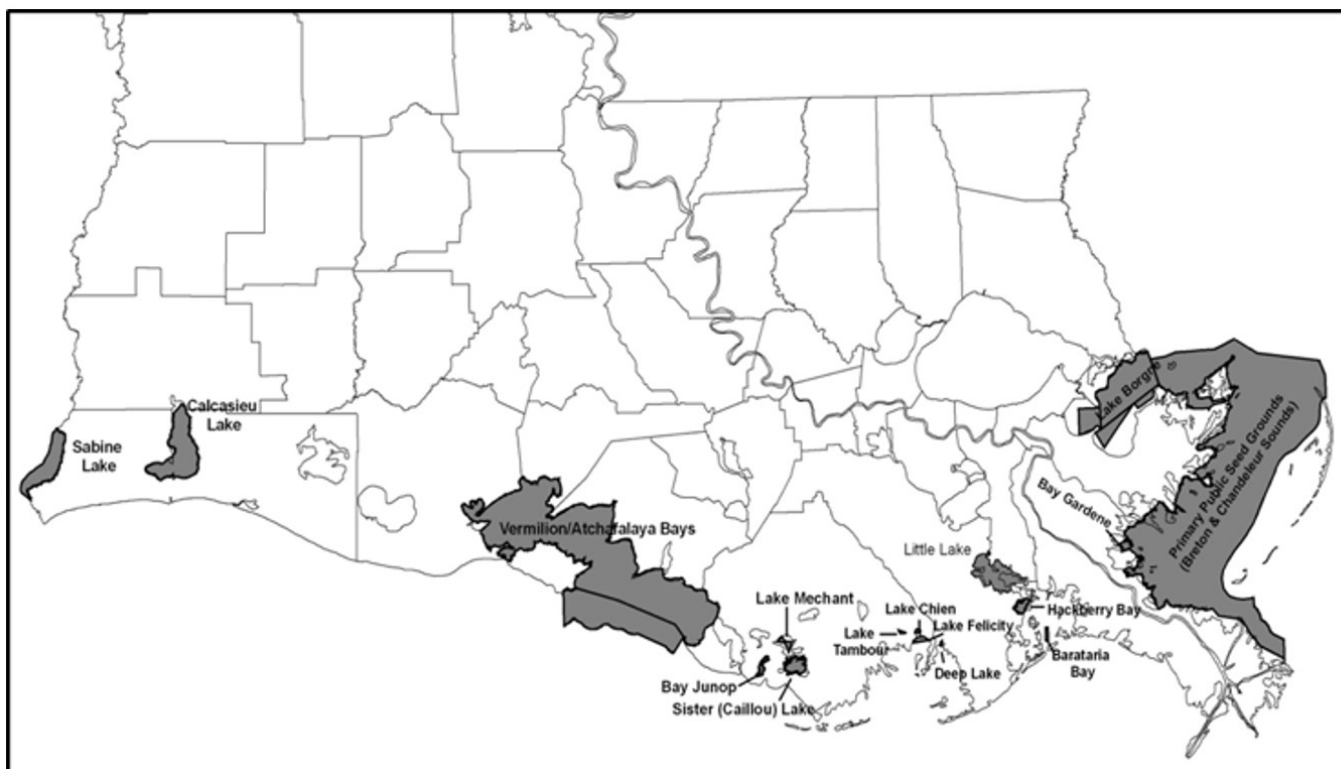 Calcasieu
Lake
Sabine
Lake
Lake Borgne
Primary Public Seed Grounds
(Breton & Chandeleur Sounds)
Bay Gardene
Vermilion/Atchafalaya Bays
Little Lake
Lake Mechant
Lake Chien
Hackberry Bay
Lake
Tambour
Lake Felicity
Barataria
Bay
Deep Lake
Bay Junop
Sister (Caillou) Lake